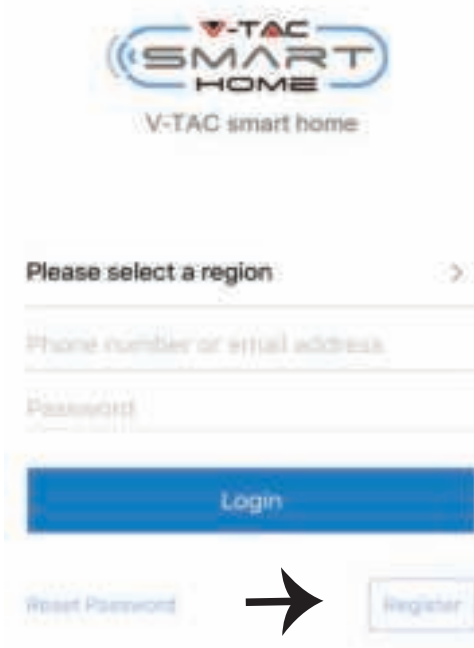 V-TAC
SMART
HOME
V-TAC smart home
Please select a region
Phone number or email address
Password
Login
Reset Password
Register